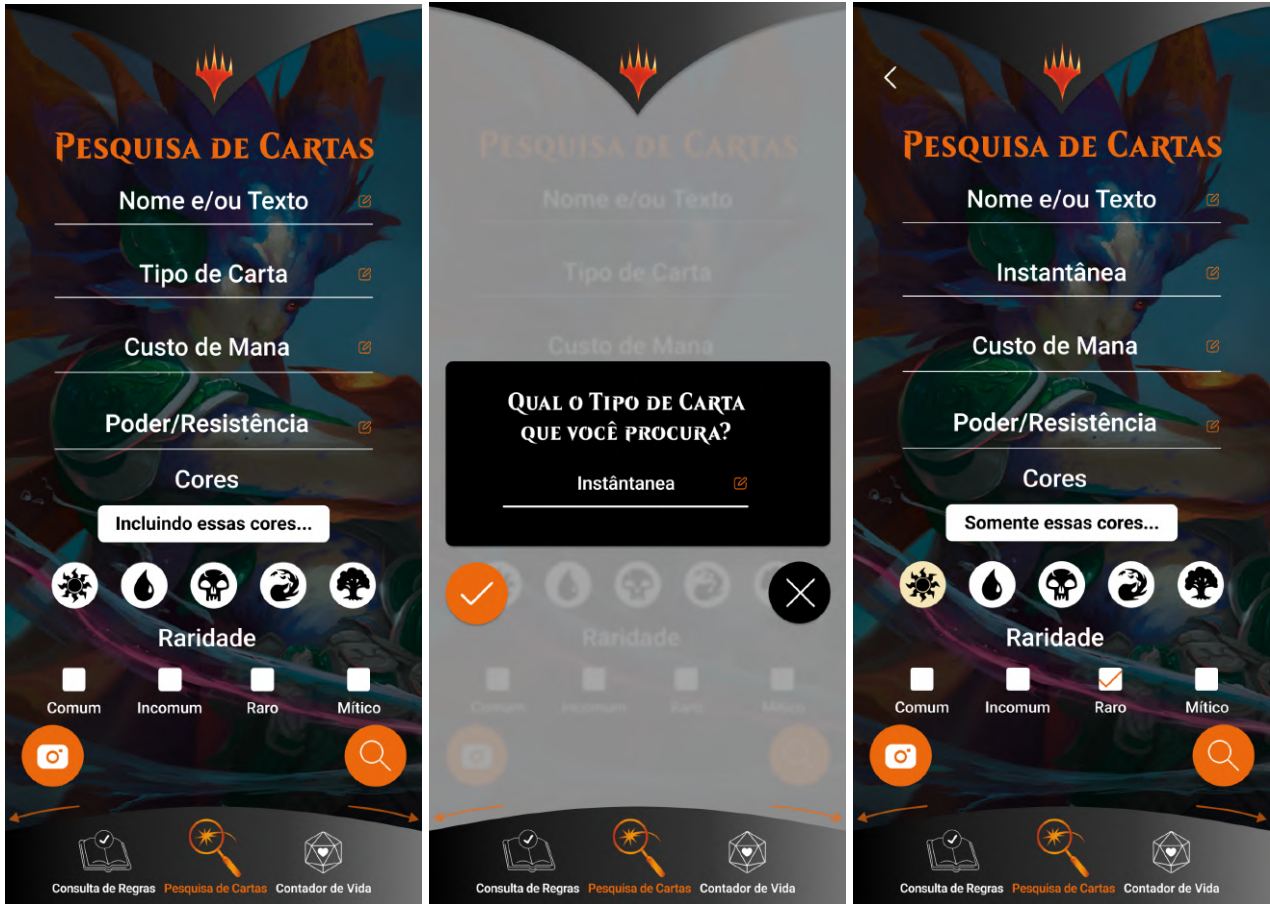 PESQUISA DE CARTAS
Nome e/ou Texto
Tipo de Carta
Custo de Mana
Poder/Resistência
Cores
Incluindo essas cores...
Raridade
Comum Incomum Raro Mítico
Consulta de Regras Pesquisa de Cartas Contador de Vida
PESQUISA DE CARTAS
Nome e/ou Texto
Tipo de Carta
Custo de Mana
QUAL O TIPO DE CARTA
QUE VOCÊ PROCURA?
Instântanea
Raridade
Comum Incomum Raro Mítico
Consulta de Regras Pesquisa de Cartas Contador de Vida
PESQUISA DE CARTAS
Nome e/ou Texto
Instantânea
Custo de Mana
Poder/Resistência
Cores
Somente essas cores...
Raridade
Comum Incomum Raro Mítico
Consulta de Regras Pesquisa de Cartas Contador de Vida